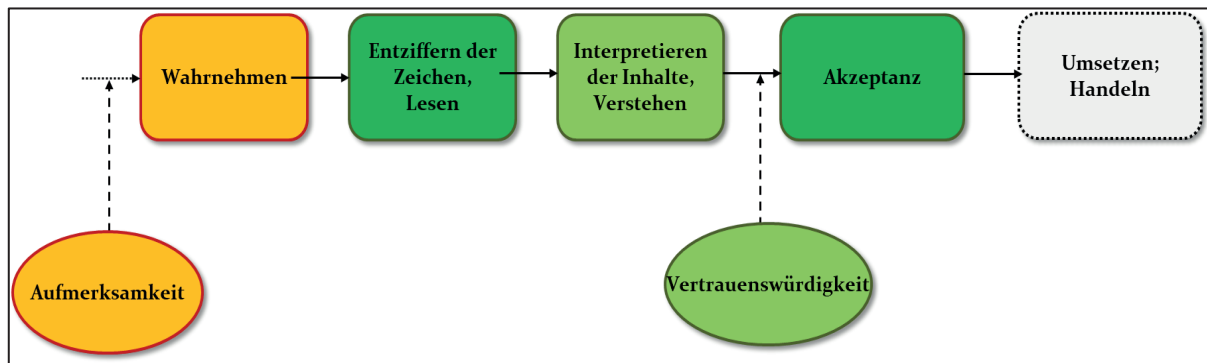 Wahrnehmen
Entziffern der
Zeichen,
Lesen
Interpretieren
der Inhalte,
Verstehen
Akzeptanz
Umsetzen;
Handeln
Aufmerksamkeit
Vertrauenswürdigkeit